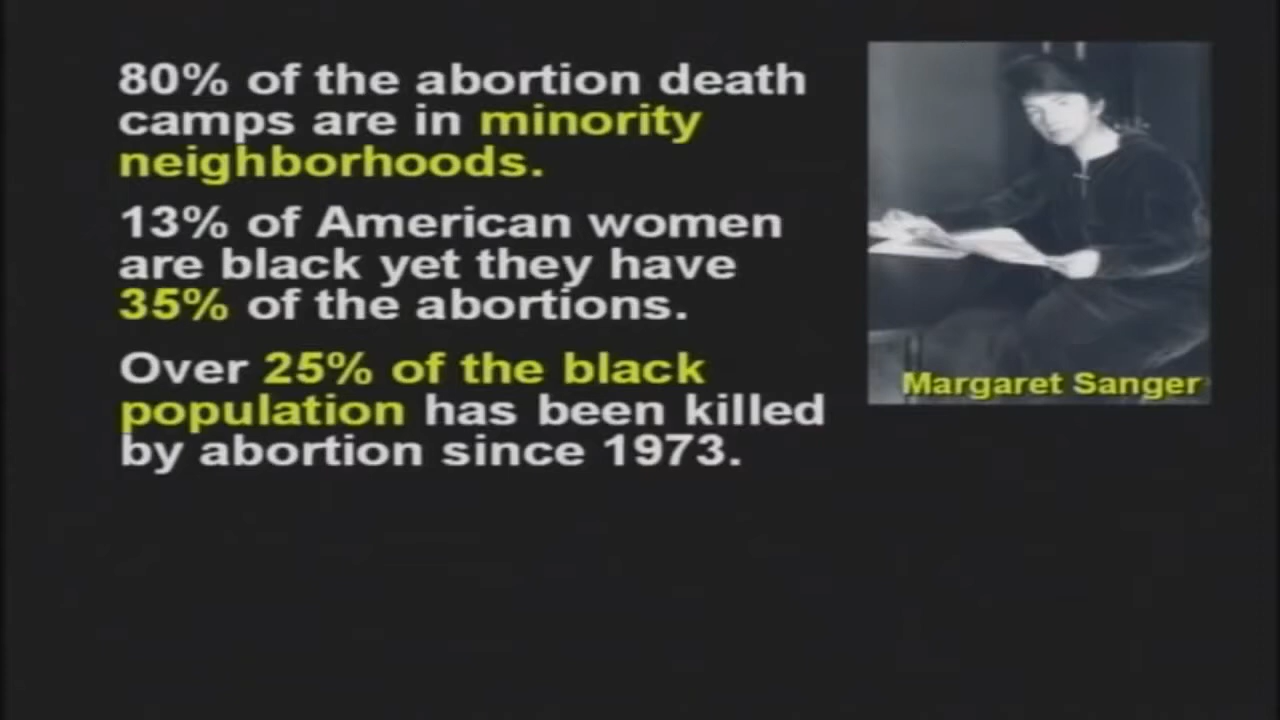 80% of the abortion death
camps are in minority
neighborhoods.
13% of American women
are black yet they have
35% of the abortions.
Over 25% of the black
population has been killed
by abortion since 1973.
Margaret Sanger